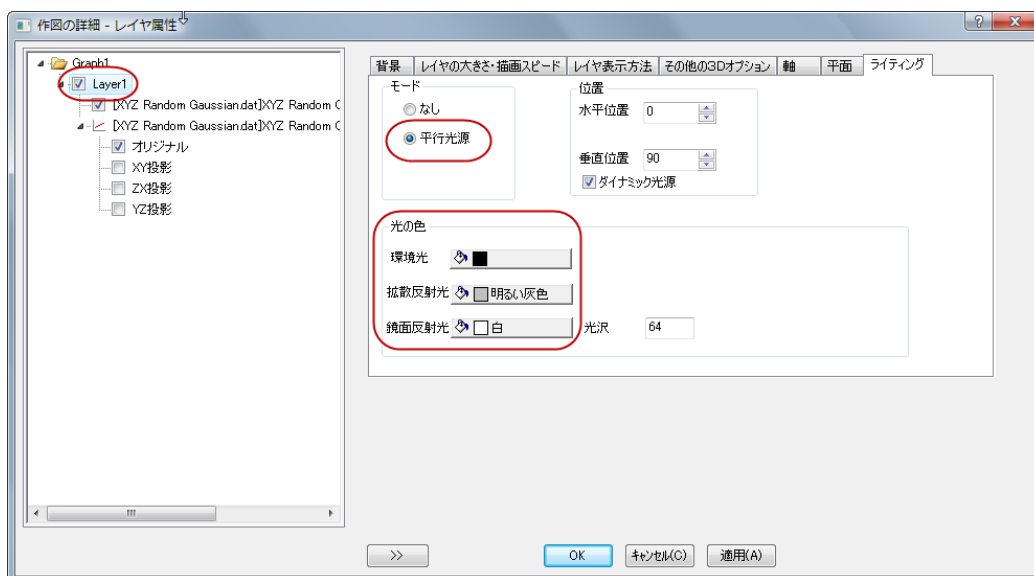 作図の詳細 - レイヤ属性
Graph1
Layer1
[XYZ Random Gaussian.dat]XYZ Random G
[XYZ Random Gaussian.dat]XYZ Random G
オリジナル
XY投影
ZX投影
YZ投影
背景 レイヤの大きさ・描画スピード レイヤ表示方法 その他の3Dオプション 軸 平面 ライティング
モード
なし
平行光源
位置
水平位置 0
垂直位置 90
ダイナミック光源
光の色
環境光
拡散反射光 明るい灰色
鏡面反射光 白 光沢 64
>> OK キャンセル(C) 適用(A)